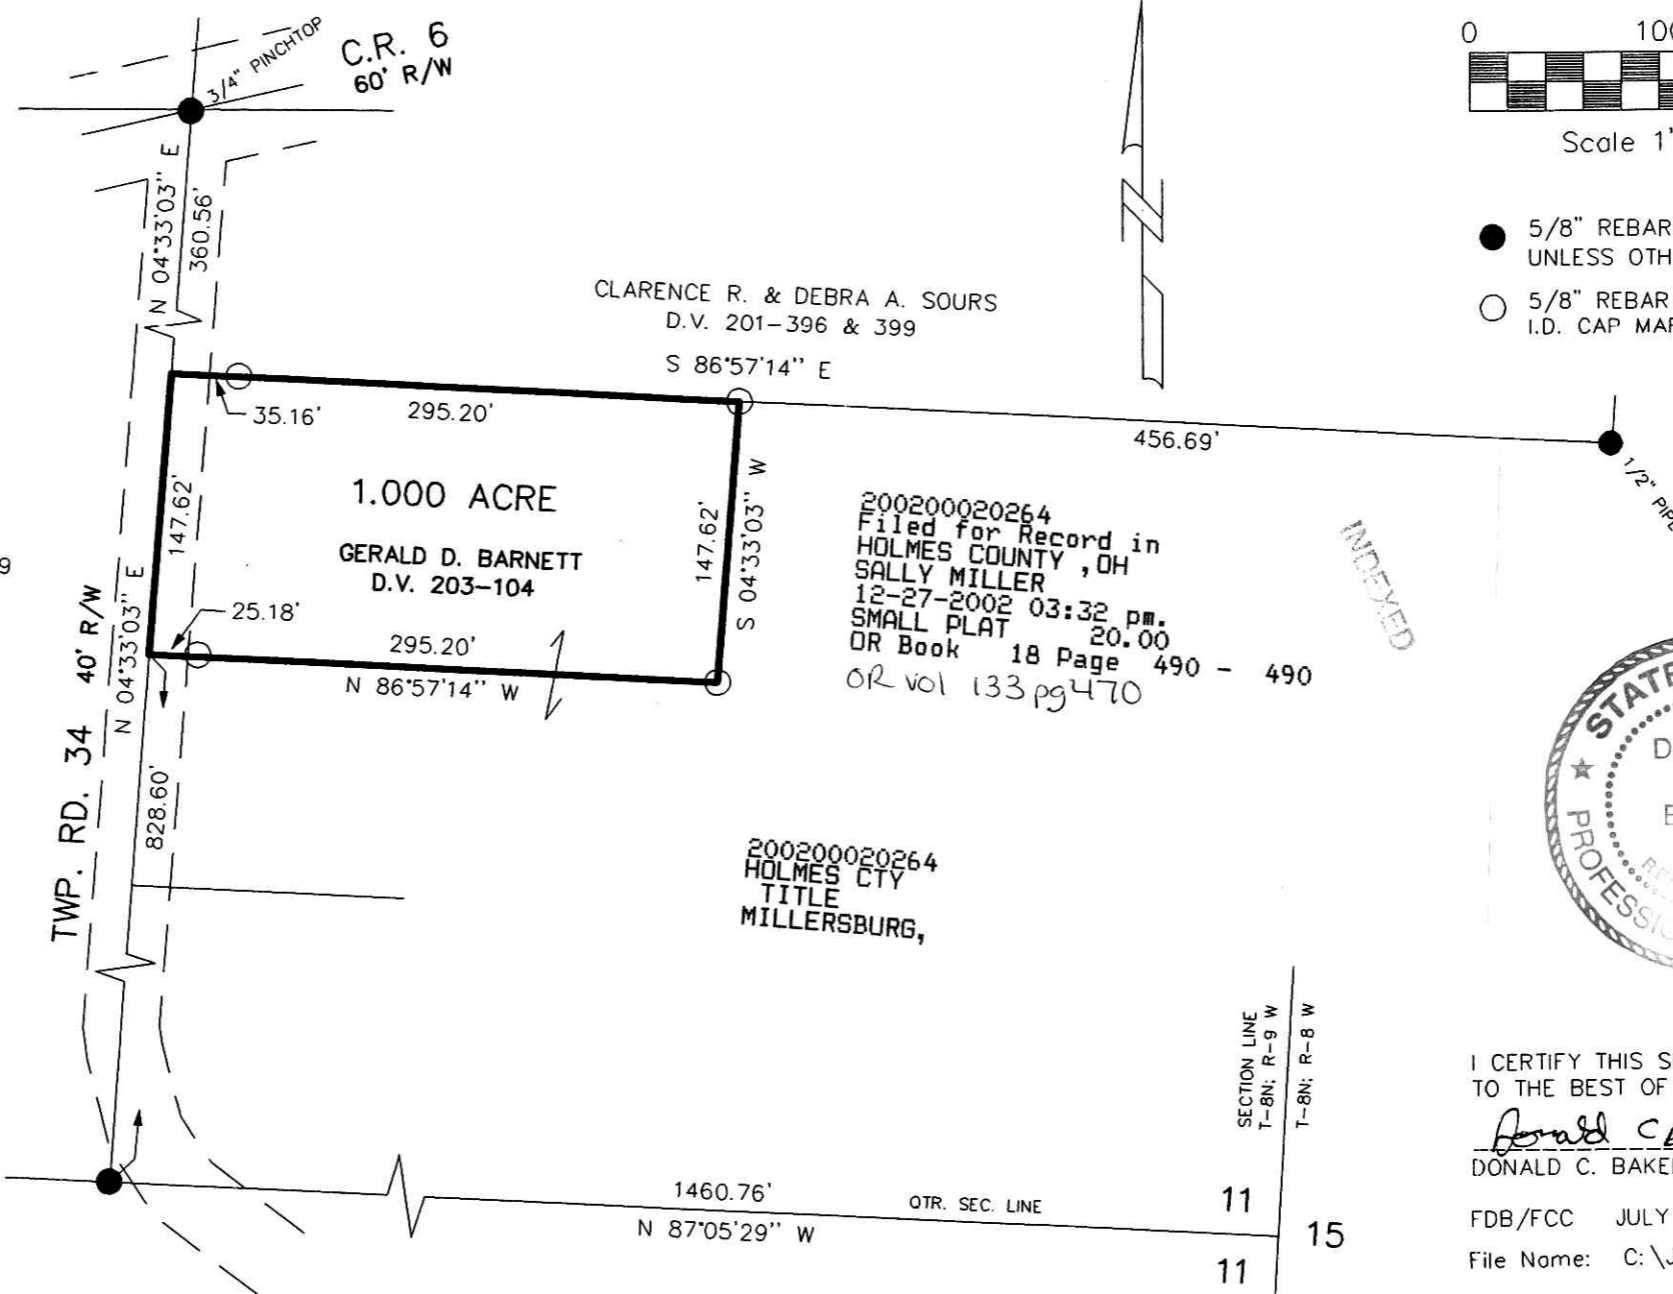 3/4" PINCHTOP
C.R. 6
60' R/W
0
Scale 1"
5/8" REBAR
UNLESS OTH
5/8" REBAR
I.D. CAP MAR
N 04°33'03" E
360.56'
CLARENCE R. & DEBRA A. SOURS
D.V. 201-396 & 399
S 86°57'14" E
35.16'
295.20'
456.69'
1/2" PIPE
147.62'
1.000 ACRE
GERALD D. BARNETT
D.V. 203-104
147.62'
S 04°33'03" W
9
25.18'
295.20'
N 86°57'14" W
N 04°33'03" E
TWP. RD. 34 40' R/W
828.60'
200200020264
Filed for Record in
HOLMES COUNTY ,OH
SALLY MILLER
12-27-2002 03:32 pm.
SMALL PLAT 20.00
OR Book 18 Page 490 - 490
OR vol 133 pg 470
INDEXED
STATE
PROFESSIO
200200020264
HOLMES CTY
TITLE
MILLERSBURG,
SECTION LINE
T-8N; R-9 W
T-8N; R-8 W
1460.76'
QTR. SEC. LINE
N 87°05'29" W
11
15
11
I CERTIFY THIS S
TO THE BEST OF
Donald C
DONALD C. BAKE
FDB/FCC JULY
File Name: C:\J